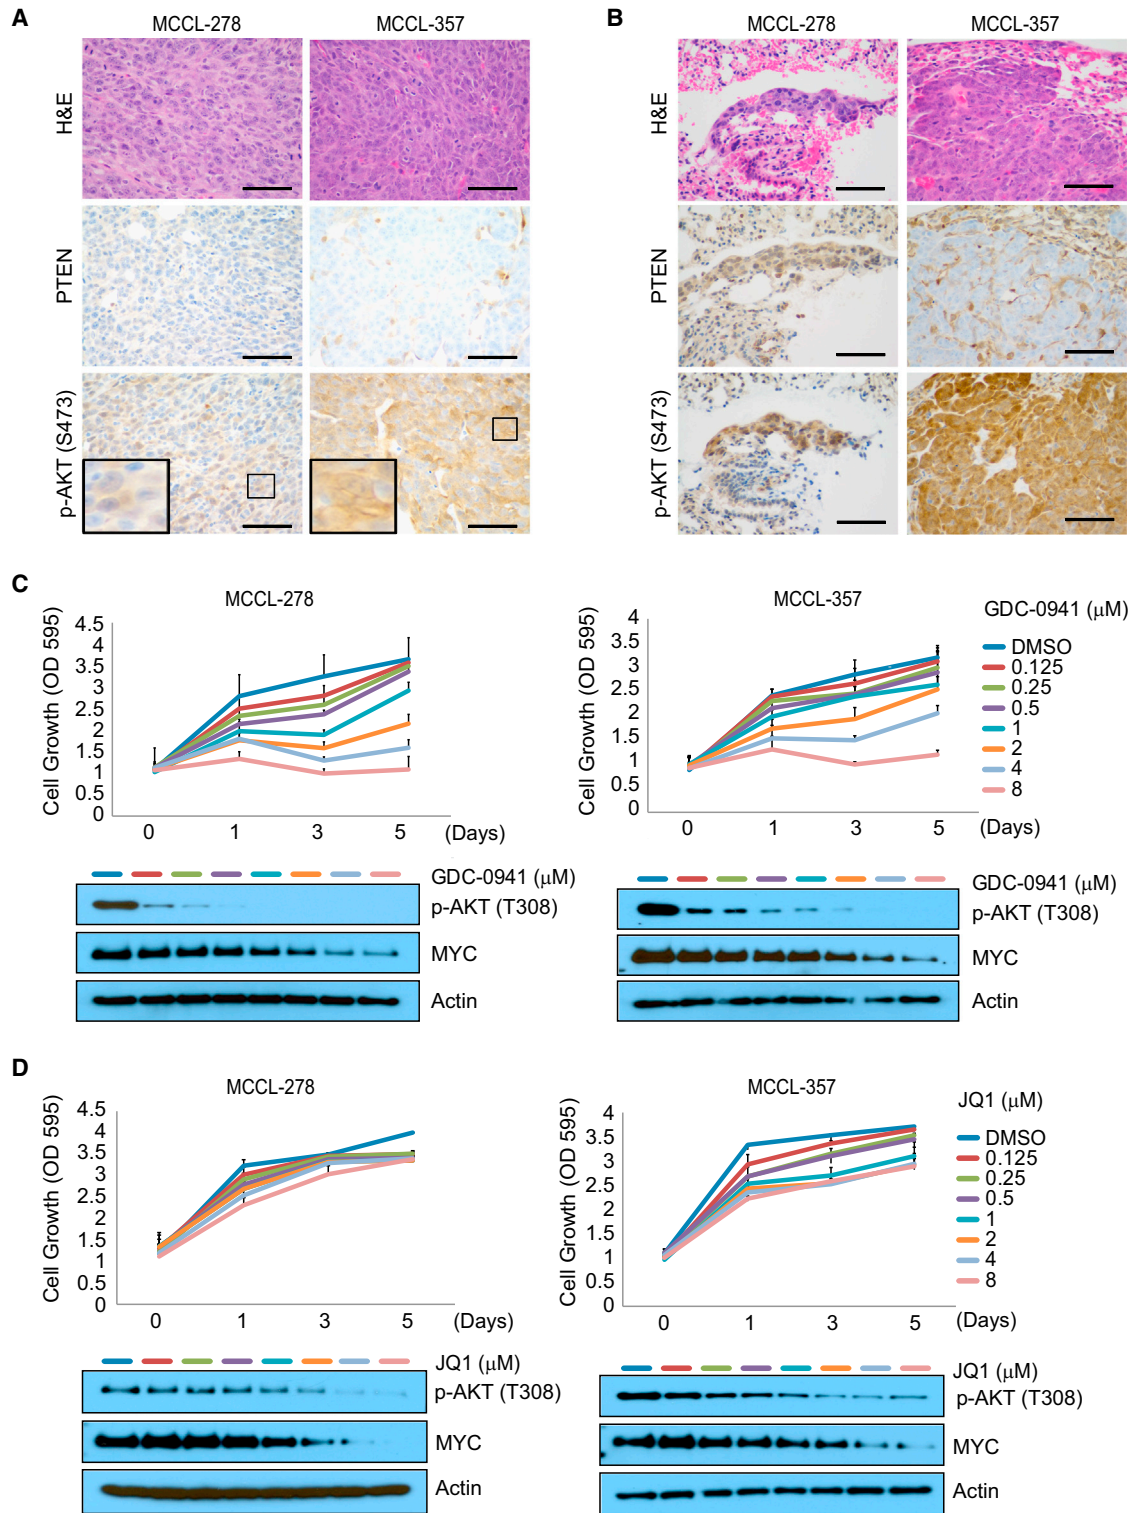 A
MCCL-278
MCCL-357
H&E
PTEN
p-AKT (S473)
B
MCCL-278
MCCL-357
H&E
PTEN
p-AKT (S473)
C
MCCL-278
Cell Growth (OD 595)
4.5
4
3.5
3
2.5
2
1.5
1
0.5
0
0 1 3 5 (Days)
GDC-0941 (μM)
p-AKT (T308)
MYC
Actin
MCCL-357
Cell Growth (OD 595)
4
3.5
3
2.5
2
1.5
1
0.5
0
0 1 3 5 (Days)
GDC-0941 (μM)
DMSO
0.125
0.25
0.5
1
2
4
8
GDC-0941 (μM)
p-AKT (T308)
MYC
Actin
D
MCCL-278
Cell Growth (OD 595)
4.5
4
3.5
3
2.5
2
1.5
1
0.5
0
0 1 3 5 (Days)
JQ1 (μM)
p-AKT (T308)
MYC
Actin
MCCL-357
Cell Growth (OD 595)
4
3.5
3
2.5
2
1.5
1
0.5
0
0 1 3 5 (Days)
JQ1 (μM)
DMSO
0.125
0.25
0.5
1
2
4
8
JQ1 (μM)
p-AKT (T308)
MYC
Actin